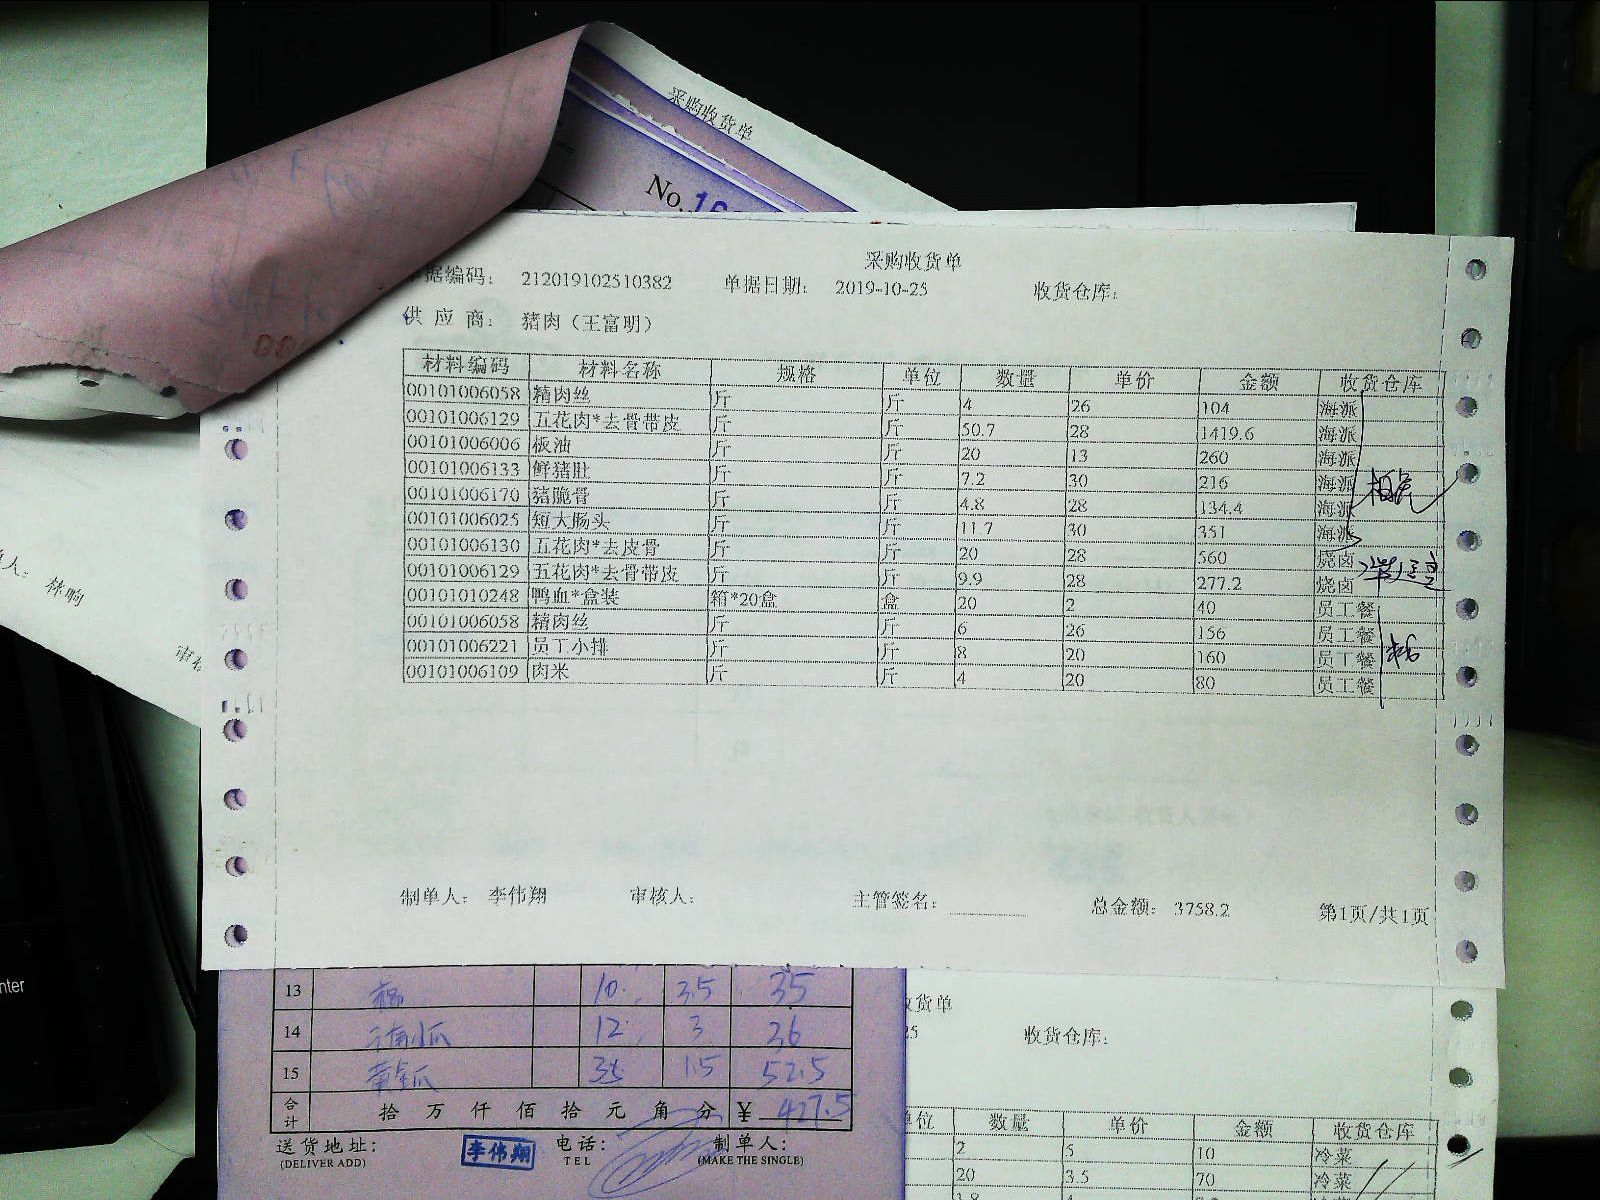 采购收货单
No. 10
采购收货单
据编码： 212019102510382 单据日期： 2019-10-25 收货仓库：
供 应 商： 猪肉（王富明）
材料编码 材料名称 规格 单位 数量 单价 金额 收货仓库
00101006058 精肉丝 斤 斤 4 26 104 海派
00101006129 五花肉*去骨带皮 斤 斤 50.7 28 1419.6 海派
00101006006 板油 斤 斤 20 13 260 海派
00101006133 鲜猪肚 斤 斤 7.2 30 216 海派
00101006170 猪脆骨 斤 斤 4.8 28 134.4 海派
00101006025 短大肠头 斤 斤 11.7 30 351 海派
00101006130 五花肉*去皮骨 斤 斤 20 28 560 烧卤
00101006129 五花肉*去骨带皮 斤 斤 9.9 28 277.2 烧卤
00101010248 鸭血*盒装 箱*20盒 盒 20 2 40 员工餐
00101006058 精肉丝 斤 斤 6 26 156 员工餐
00101006221 员工小排 斤 斤 8 20 160 员工餐
00101006109 肉米 斤 斤 4 20 80 员工餐
制单人： 李伟翔 审核人： 主管签名： 总金额： 3758.2 第1页/共1页
人： 林响
审核
nter
13 10 3.5 35
14 12 3 36
15 35 1.5 52.5
合计 拾 万 仟 佰 拾 元 角 分 ￥ 427.5
送货地址： 李伟翔 电话： 制单人：
(DELIVER ADD) TEL (MAKE THE SINGLE)
货单
25 收货仓库：
单位 数量 单价 金额 收货仓库
2 5 10 冷菜
20 3.5 70 冷菜